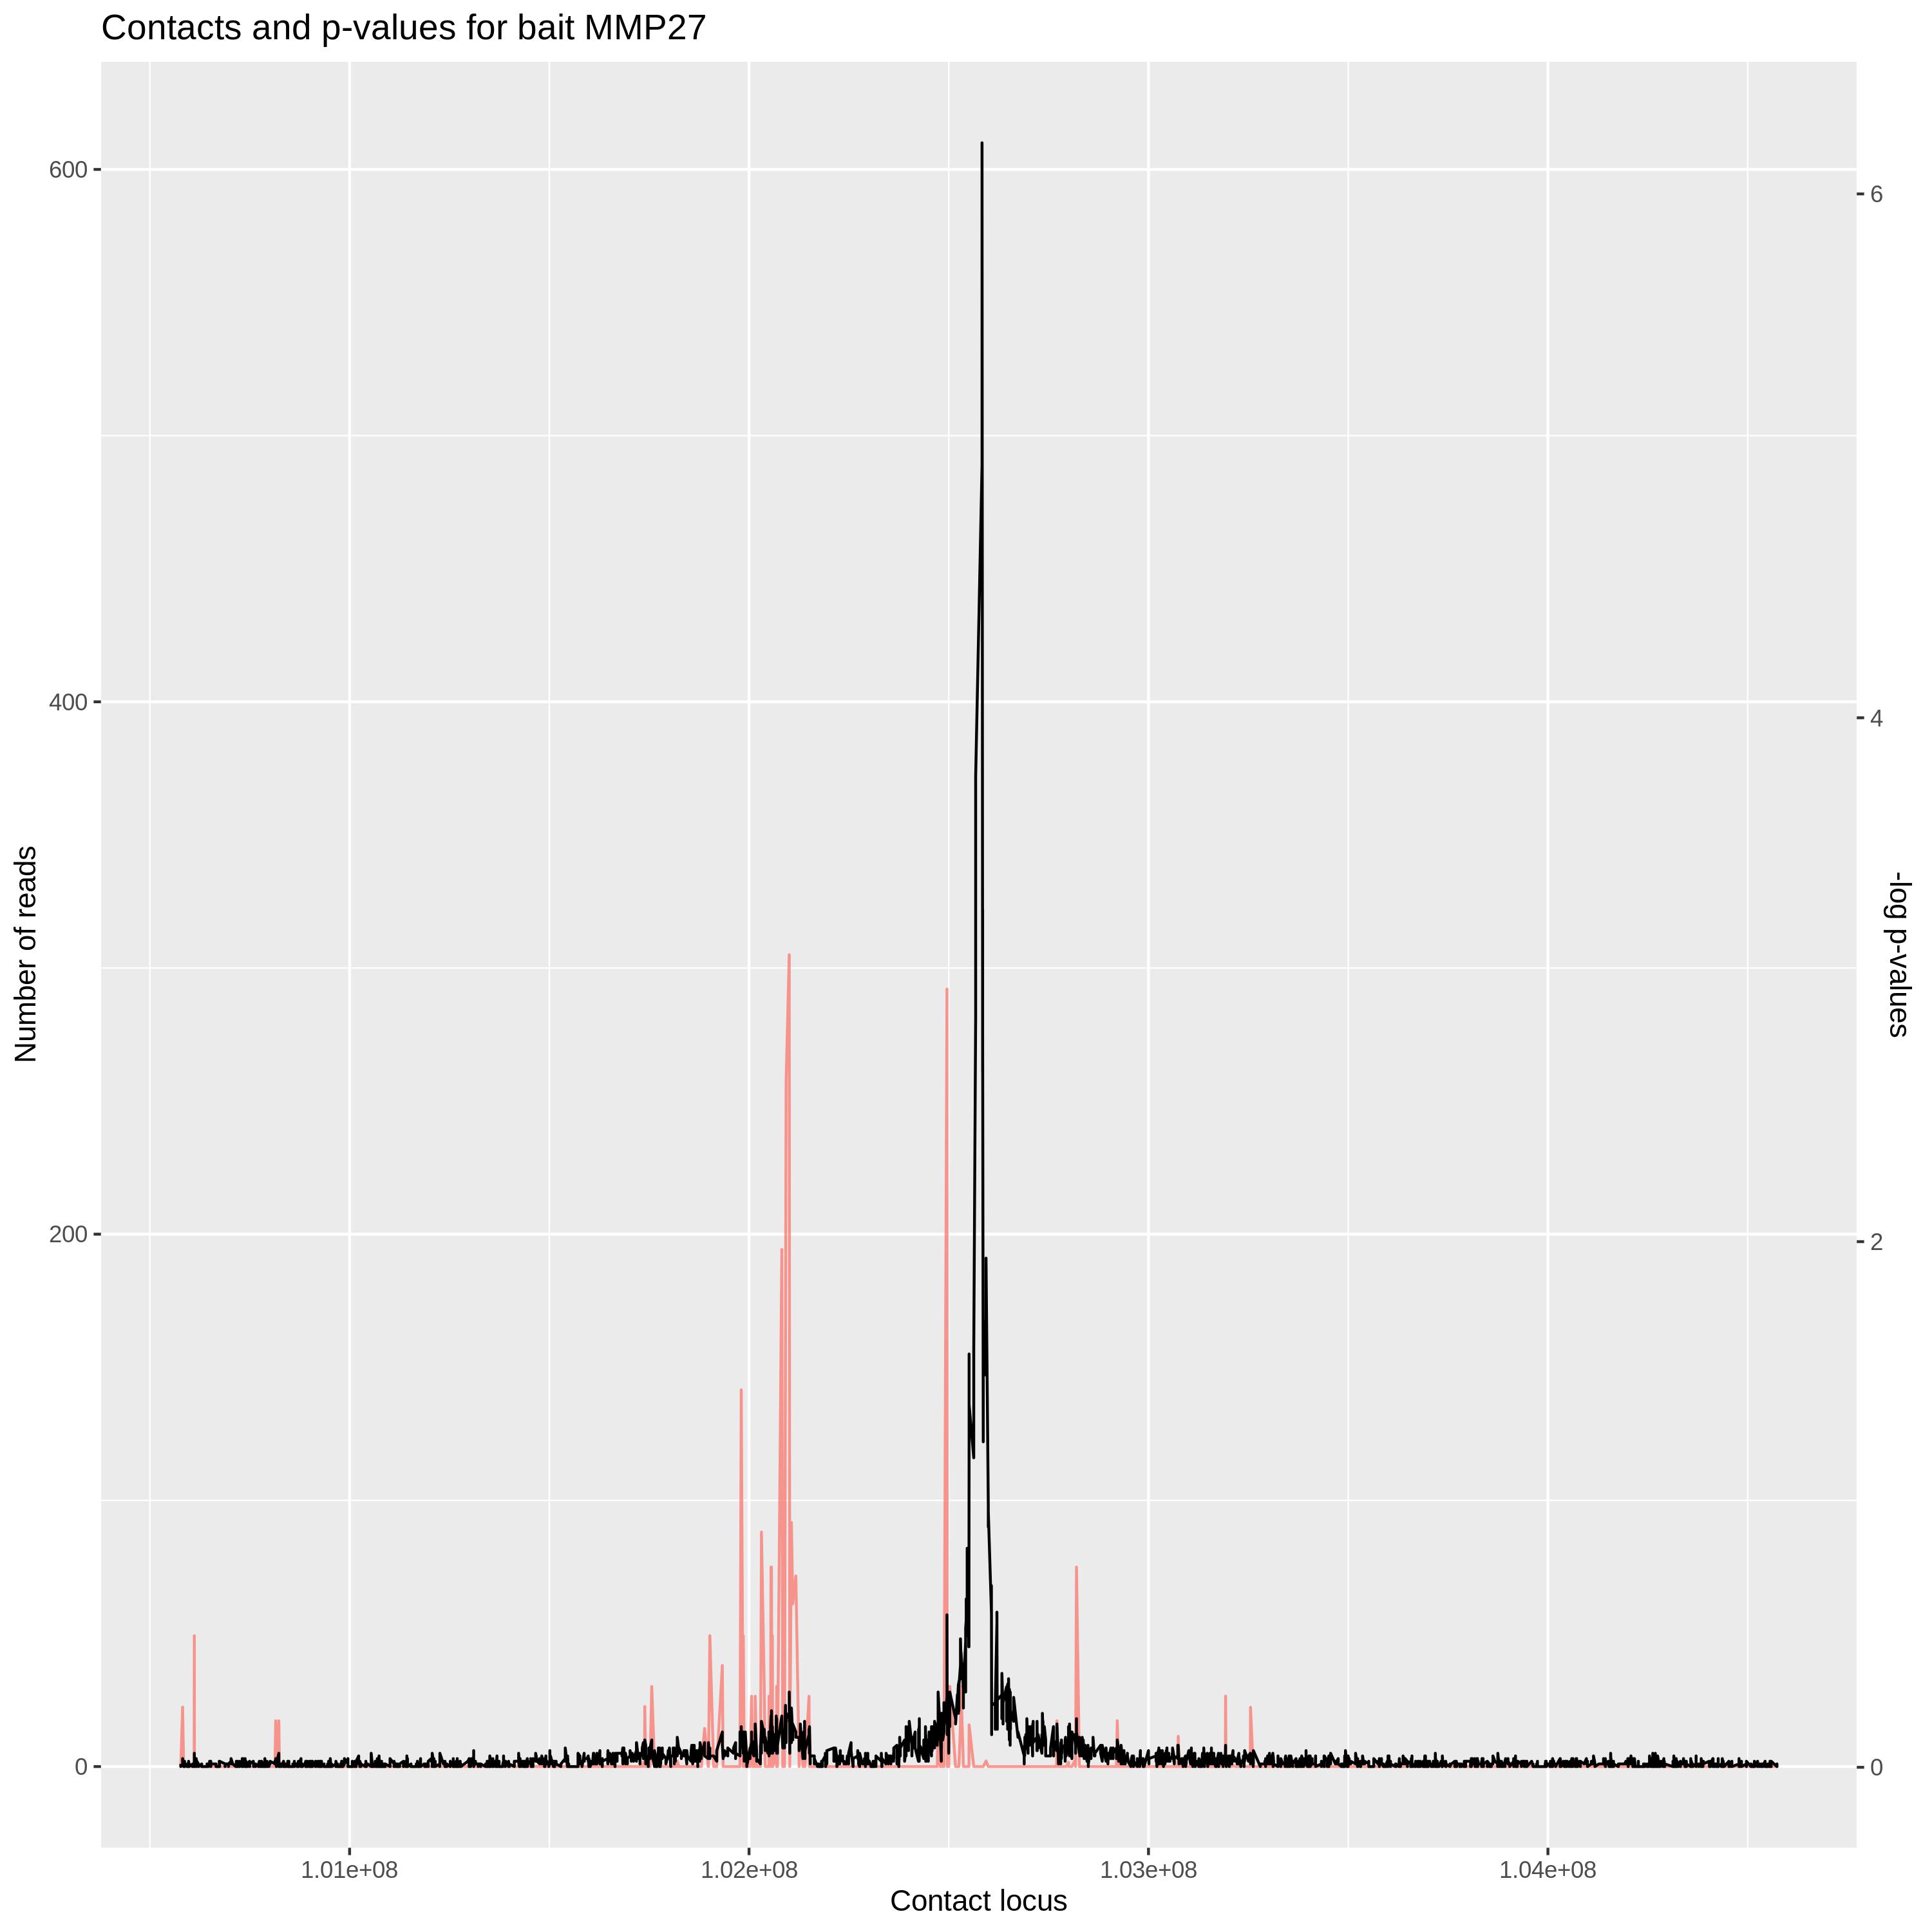 Contacts and p-values for bait MMP27
600
400
200
0
Number of reads
6
4
2
0
-log p-values
1.01e+08
1.02e+08
1.03e+08
1.04e+08
Contact locus